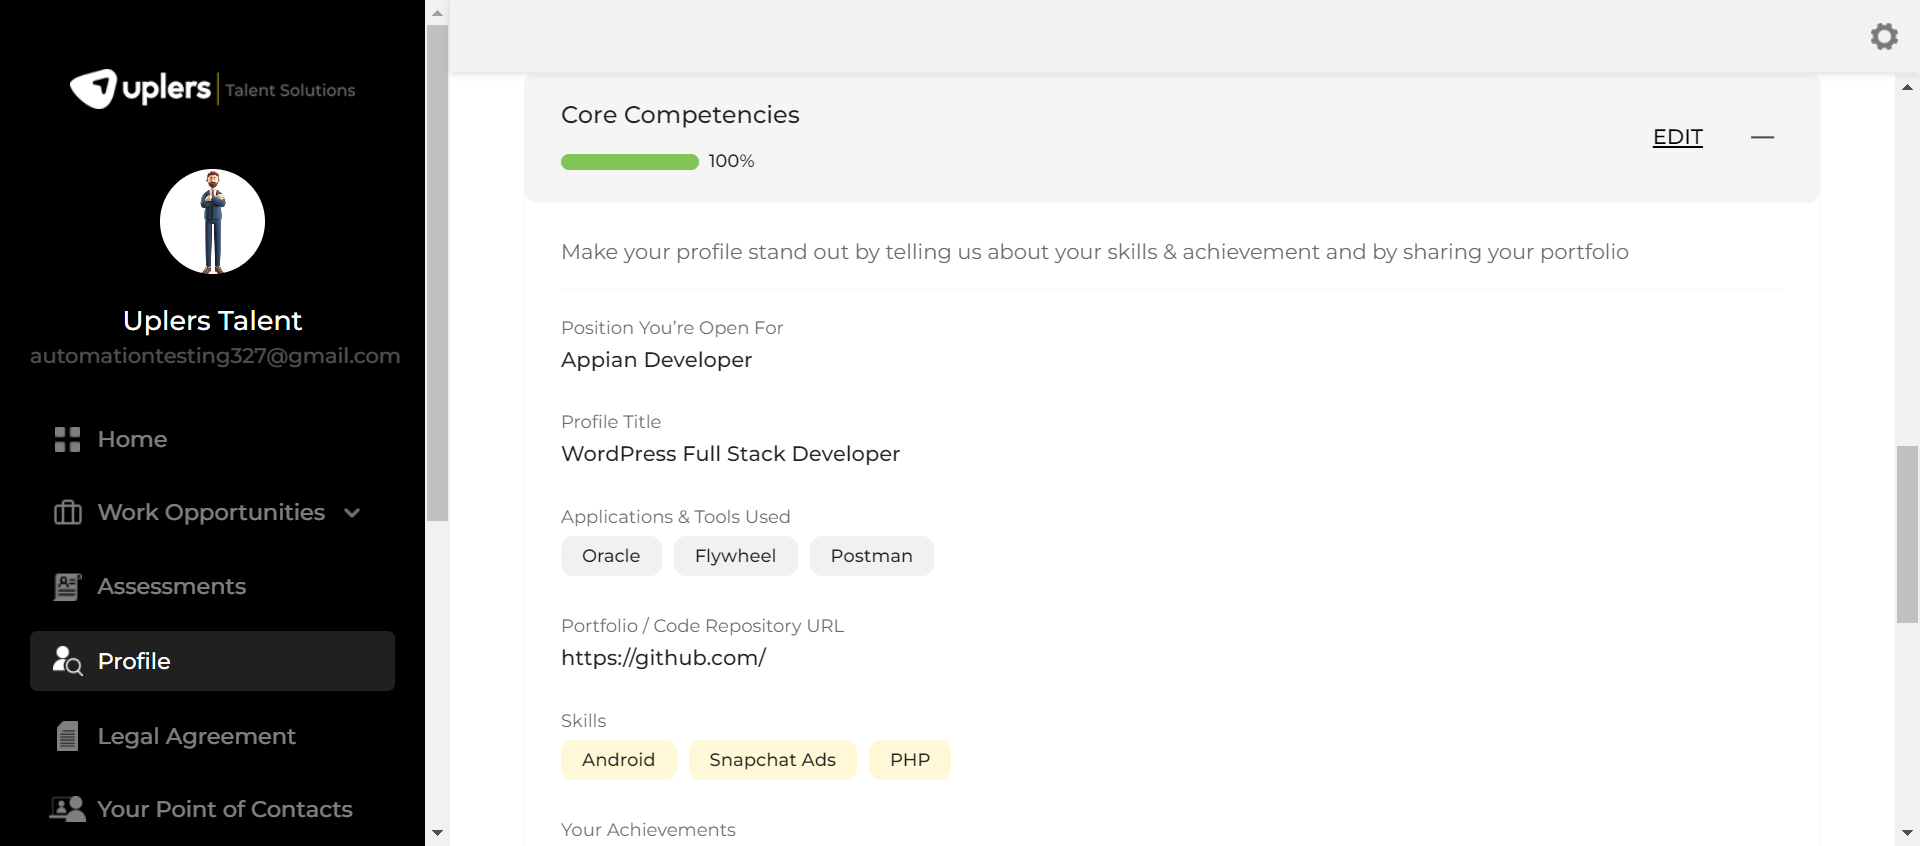 uplers | Talent Solutions
Uplers Talent
automationtesting327@gmail.com
Home
Work Opportunities
Assessments
Profile
Legal Agreement
Your Point of Contacts
Core Competencies
100%
EDIT
Make your profile stand out by telling us about your skills & achievement and by sharing your portfolio
Position You’re Open For
Appian Developer
Profile Title
WordPress Full Stack Developer
Applications & Tools Used
Oracle Flywheel Postman
Portfolio / Code Repository URL
https://github.com/
Skills
Android Snapchat Ads PHP
Your Achievements